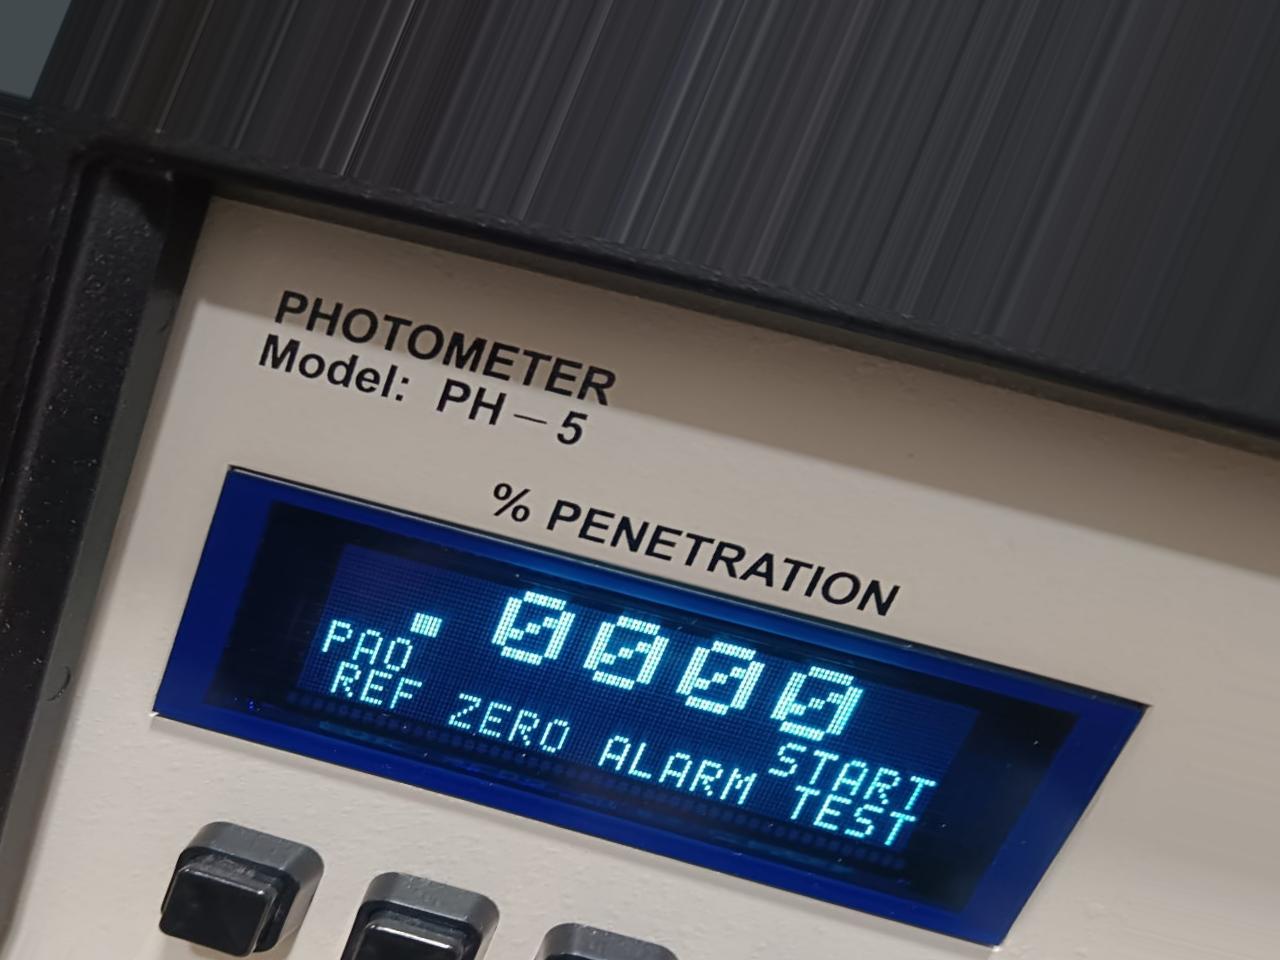 PHOTOMETER
Model: PH-5
% PENETRATION
.0000
PAO START
REF ZERO ALARM TEST